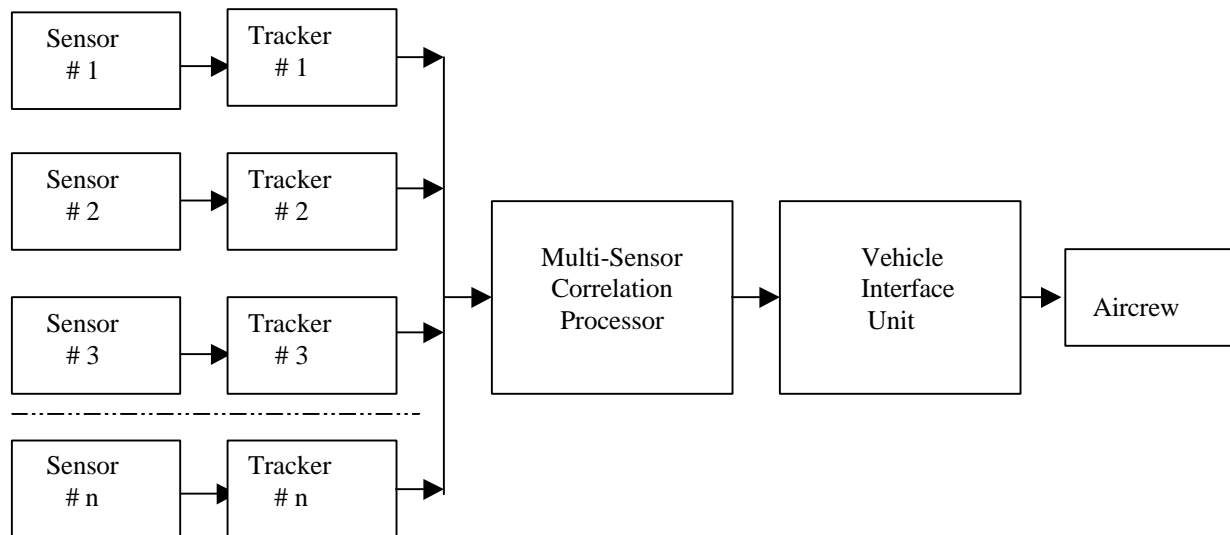 Sensor
# 1
Tracker
# 1
Sensor
# 2
Tracker
# 2
Multi-Sensor
Correlation
Processor
Vehicle
Interface
Unit
Aircrew
Sensor
# 3
Tracker
# 3
Sensor
# n
Tracker
# n